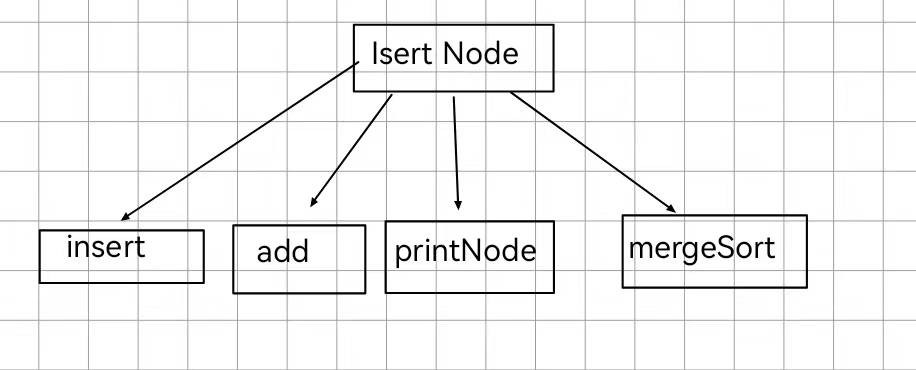 Isert Node
insert
add
printNode
mergeSort